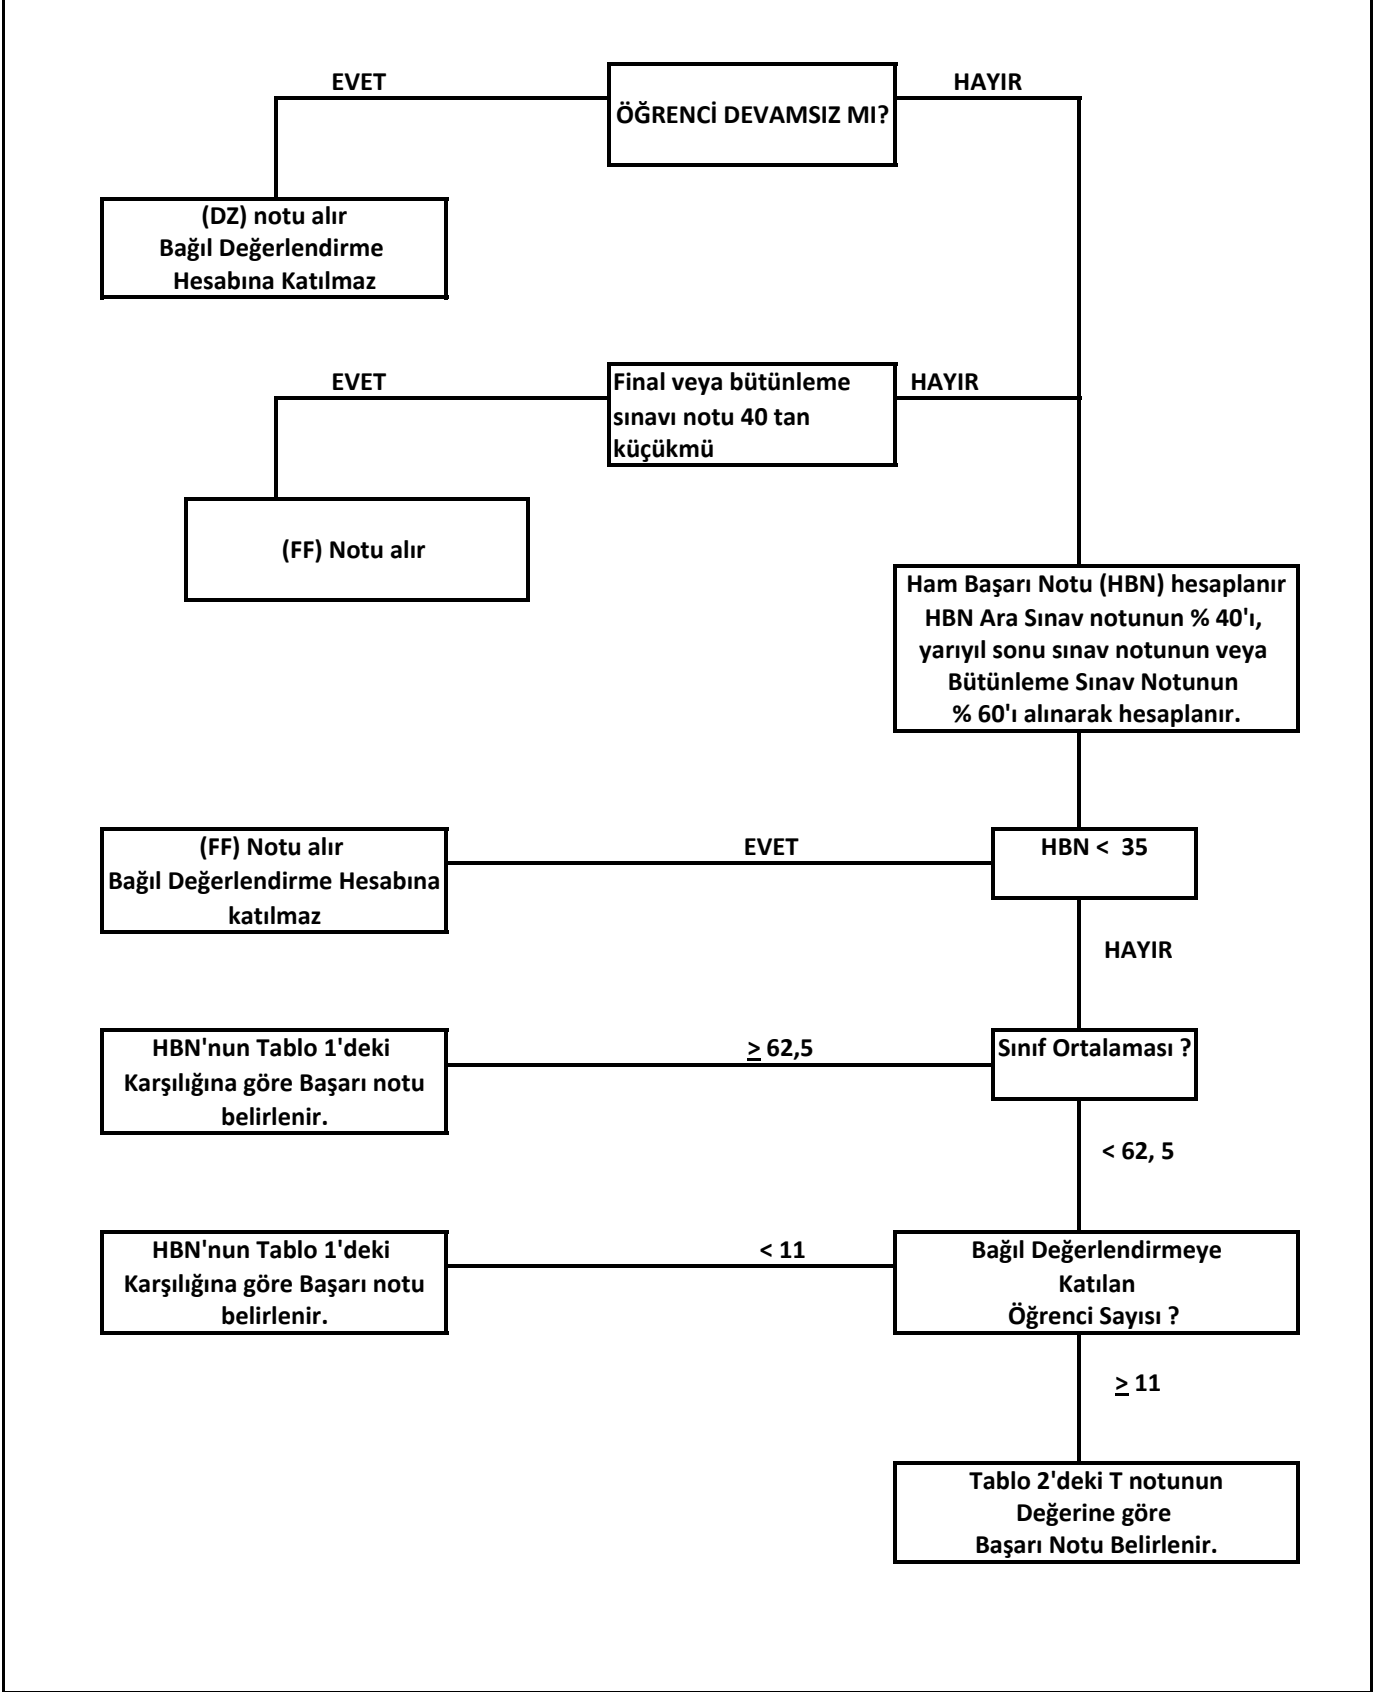 EVET
ÖĞRENCİ DEVAMSIZ MI?
HAYIR
(DZ) notu alır
Bağıl Değerlendirme
Hesabına Katılmaz
EVET
Final veya bütünleme
sınavı notu 40 tan
küçükmü
HAYIR
(FF) Notu alır
Ham Başarı Notu (HBN) hesaplanır
HBN Ara Sınav notunun % 40'ı,
yarıyıl sonu sınav notunun veya
Bütünleme Sınav Notunun
% 60'ı alınarak hesaplanır.
(FF) Notu alır
Bağıl Değerlendirme Hesabına
katılmaz
EVET
HBN < 35
HAYIR
HBN'nun Tablo 1'deki
Karşılığına göre Başarı notu
belirlenir.
≥ 62,5
Sınıf Ortalaması ?
< 62, 5
HBN'nun Tablo 1'deki
Karşılığına göre Başarı notu
belirlenir.
< 11
Bağıl Değerlendirmeye
Katılan
Öğrenci Sayısı ?
≥ 11
Tablo 2'deki T notunun
Değerine göre
Başarı Notu Belirlenir.